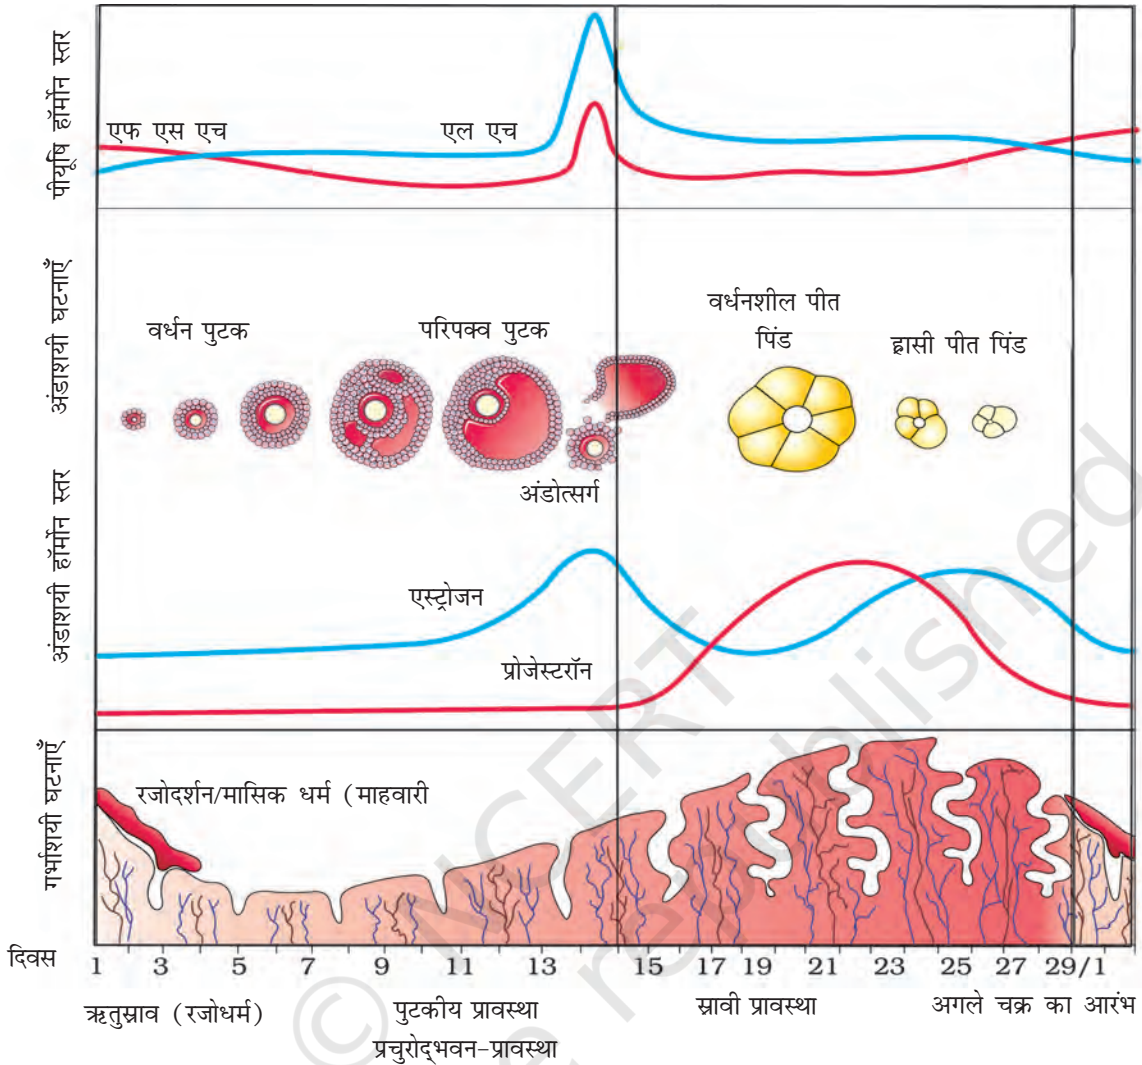 पीयूषि हॉर्मोन स्तर
एफ एस एच
एल एच
अंडाशयी घटनाएँ
वर्धन पुटक
परिपक्व पुटक
वर्धनशील पीत
पिंड
ह्रासी पीत पिंड
अंडोत्सर्ग
अंडाशयी हॉर्मोन स्तर
एस्ट्रोजन
प्रोजेस्टरॉन
गर्भाशयी घटनाएँ
रजोदर्शन/मासिक धर्म (माहवारी
दिवस 1 3 5 7 9 11 13 15 17 19 21 23 25 27 29/1
ऋतुस्राव (रजोधर्म)
पुटकीय प्रावस्था
प्रचुरोद्भवन-प्रावस्था
स्रावी प्रावस्था
अगले चक्र का आरंभ
© NCERT
republished